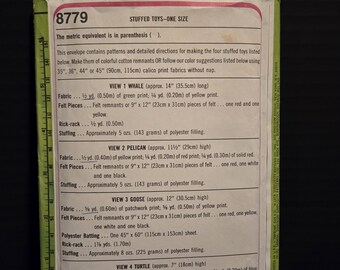 8779
STUFFED TOYS—ONE SIZE
The metric equivalent is in parenthesis ( ).
This envelope contains patterns and detailed directions for making the four stuffed toys listed
below. Make them of colorful cotton remnants OR follow our color suggestions listed below using
35", 36", 44" or 45" (90cm, 115cm) calico print fabrics without nap.
VIEW 1 WHALE (approx. 14" (35.5cm) long)
Fabric ... ½ yd. (0.50m) of green print; ¼ yd. (0.20m) of yellow print.
Felt Pieces ... Felt remnants or 9" x 12" (23cm x 31cm) pieces of felt ... one red and one
yellow.
Rick-rack ... ½ yd. (0.50m)
Stuffing ... Approximately 5 ozs. (143 grams) of polyester filling.
VIEW 2 PELICAN (approx. 11½" (29cm) high)
Fabric ... yd. (0.40m) of yellow print; ¼ yd. (0.20m) of red print; yd. (0.30m) of solid red.
Felt Pieces ... Felt remnants or 9" x 12" (23cm x 31cm) pieces of felt ... one white
and one black.
Stuffing ... Approximately 5 ozs. (143 grams) of polyester filling.
VIEW 3 GOOSE (approx. 12" (30.5cm) high)
Fabric ... yd. (0.60m) of patchwork print; yd. (0.50m) of yellow print.
Felt Pieces ... Felt remnants or 9" x 12" (23cm x 31cm) pieces of felt ... one red, one yellow,
one white and one black.
Polyester Batting ... One 45" x 60" (115cm x 153cm) sheet.
Rick-rack ... 1⅞ yds. (1.70m)
Stuffing ... Approximately 8 ozs. (225 grams) of polyester filling.
VIEW 4 TURTLE (approx. 7" (18cm) high)